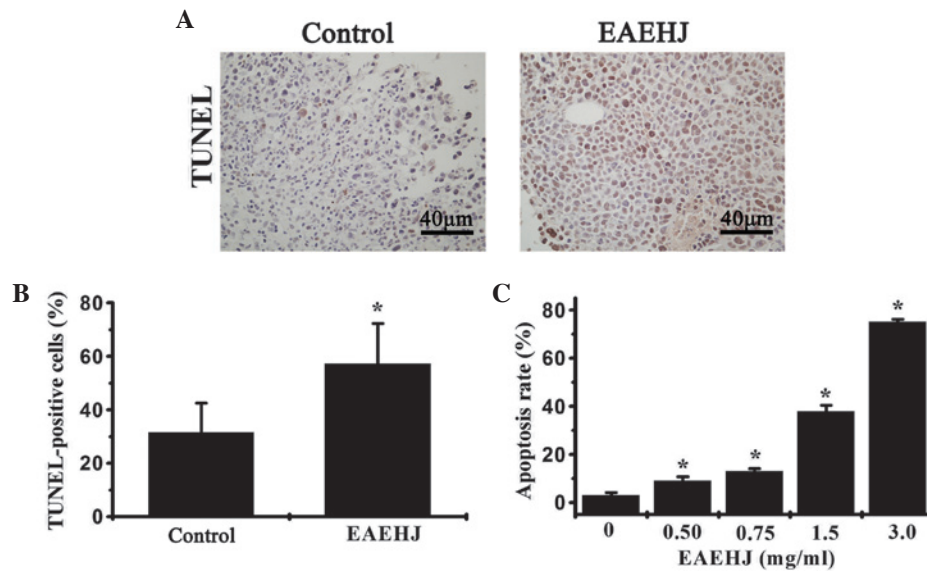 A
Control
EAEHJ
TUNEL
40μm
40μm
B
TUNEL-positive cells (%)
80
60
40
20
0
*
Control
EAEHJ
C
Apoptosis rate (%)
80
60
40
20
0
*
*
*
*
0
0.50
0.75
1.5
3.0
EAEHJ (mg/ml)